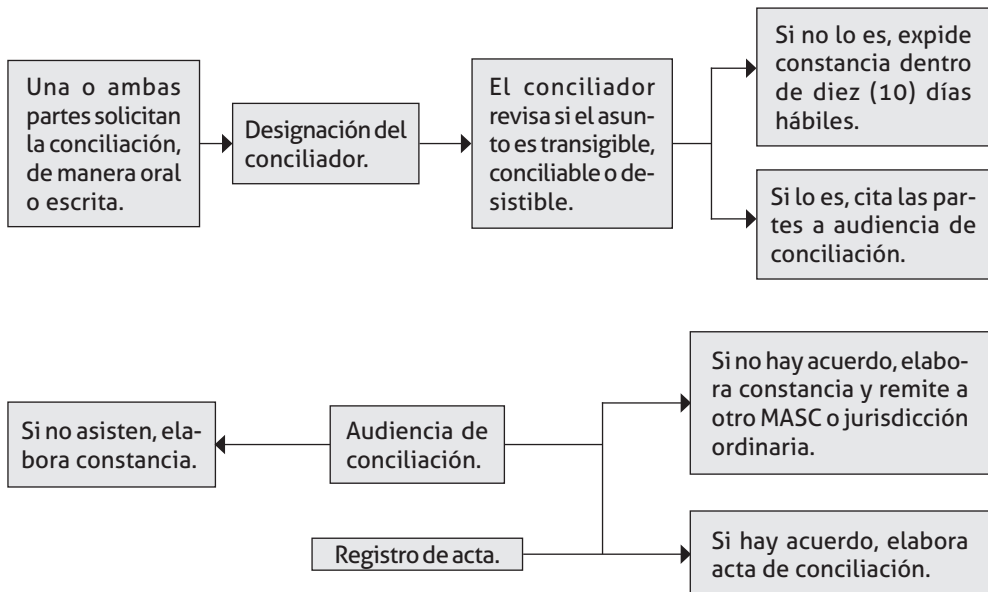 Una o ambas
partes solicitan
la conciliación,
de manera oral
o escrita.
Designación del
conciliador.
El conciliador
revisa si el asun-
to es transigible,
conciliable o de-
sistible.
Si no lo es, expide
constancia dentro
de diez (10) días
hábiles.
Si lo es, cita las par-
tes a audiencia de
conciliación.
Si no asisten, ela-
bora constancia.
Audiencia de
conciliación.
Si no hay acuerdo, elabo-
ra constancia y remite a
otro MASC o jurisdicción
ordinaria.
Registro de acta.
Si hay acuerdo, elabora
acta de conciliación.